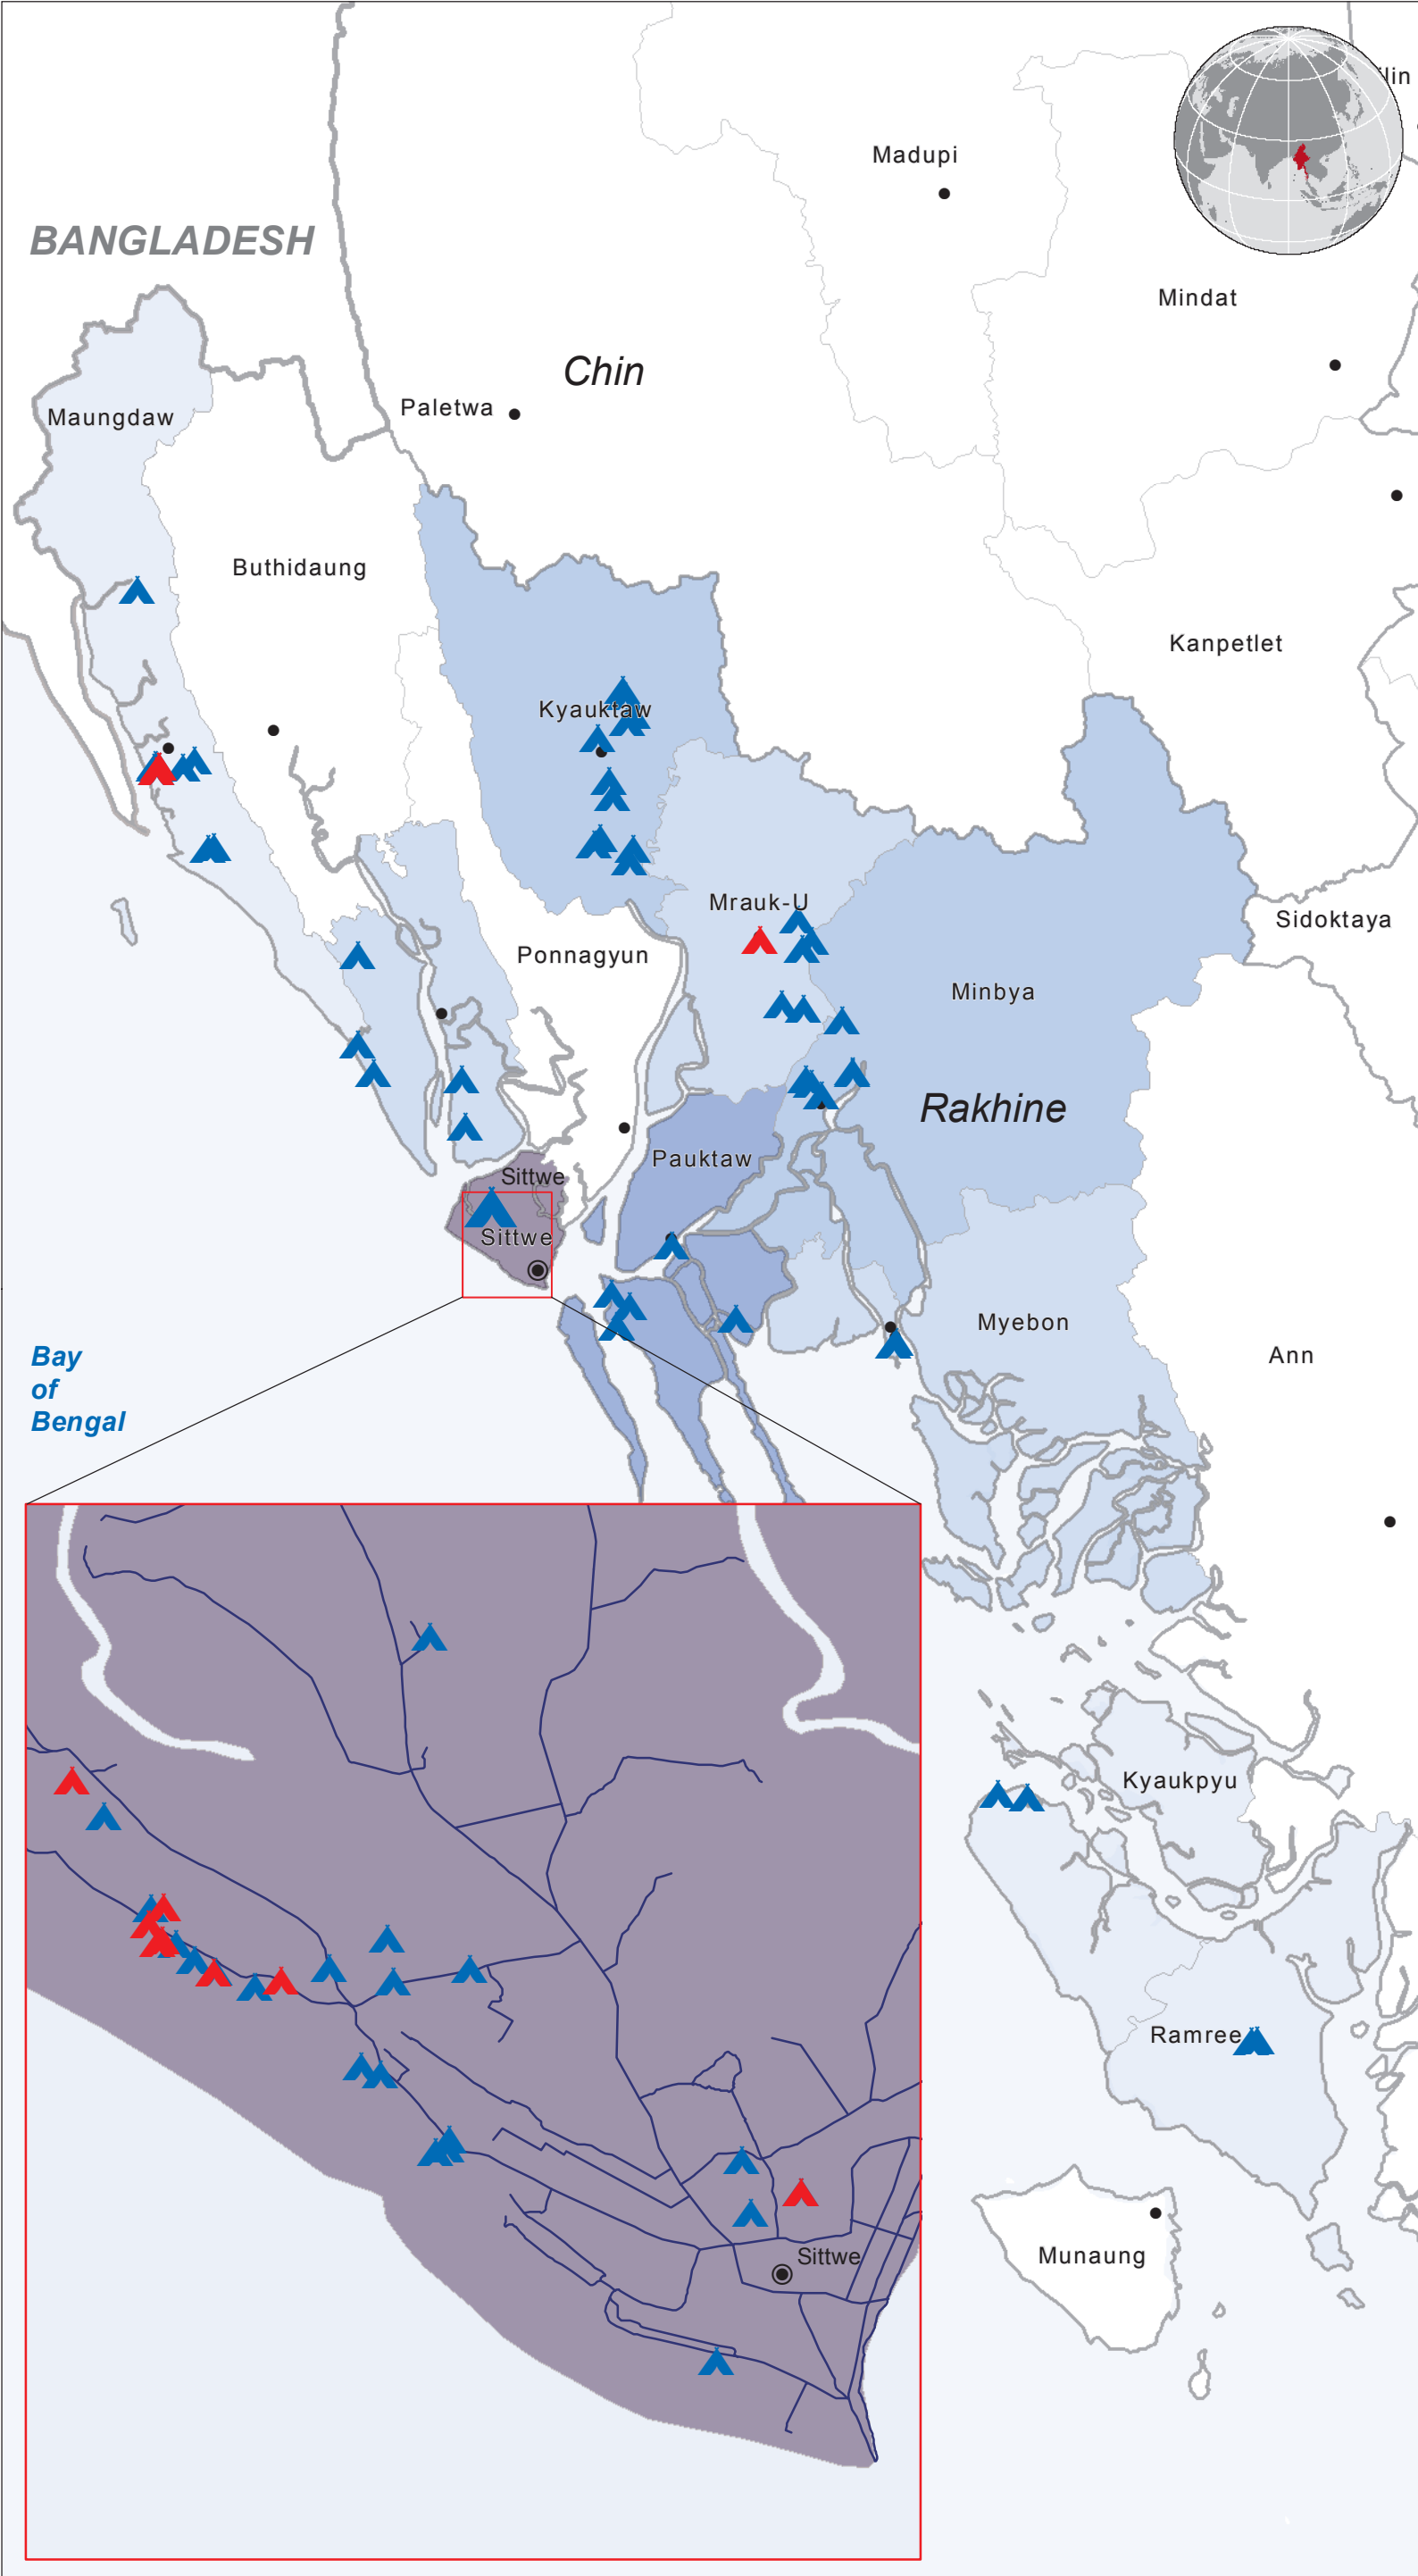 lin
Madupi
BANGLADESH
Mindat
Chin
Paletwa
Maungdaw
Buthidaung
Kanpetlet
Kyauktaw
Mrauk-U
Sidoktaya
Ponnagyun
Minbya
Rakhine
Pauktaw
Sittwe
Sittwe
Myebon
Bay
of
Bengal
Ann
Kyaukpyu
Ramree
Sittwe
Munaung